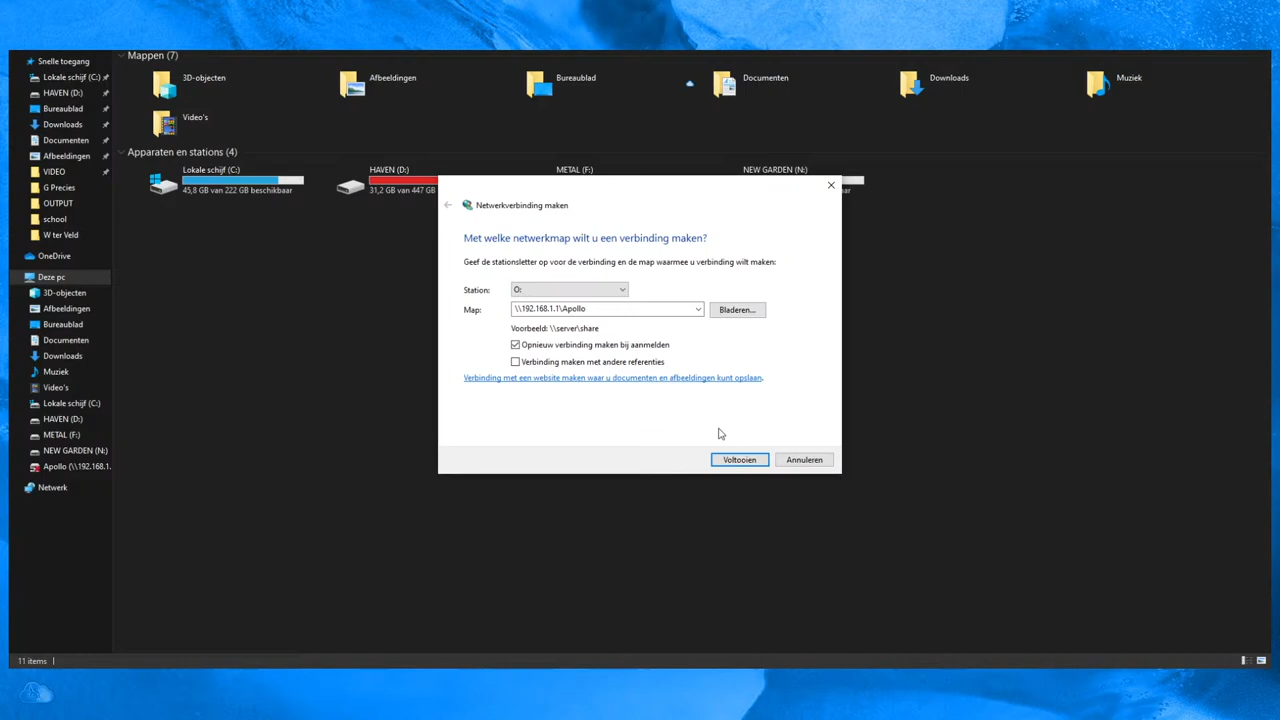 Snelle toegang
Lokale schijf (C:)
HAVEN (D:)
Bureaublad
Downloads
Documenten
Afbeeldingen
VIDEO
G Precies
OUTPUT
school
W ter Veld
OneDrive
Deze pc
3D-objecten
Afbeeldingen
Bureaublad
Documenten
Downloads
Muziek
Video's
Lokale schijf (C:)
HAVEN (D:)
METAL (F:)
NEW GARDEN (N:)
Apollo (\\192.168.1.
Netwerk
Mappen (7)
3D-objecten
Afbeeldingen
Bureaublad
Documenten
Downloads
Muziek
Video's
Apparaten en stations (4)
Lokale schijf (C:)
45,8 GB van 222 GB beschikbaar
HAVEN (D:)
31,2 GB van 447 GB
METAL (F:)
NEW GARDEN (N:)
aar
Netwerkverbinding maken
Met welke netwerkmap wilt u een verbinding maken?
Geef de stationsletter op voor de verbinding en de map waarmee u verbinding wilt maken:
Station: O:
Map: \\192.168.1.1\Apollo Bladeren...
Voorbeeld: \\server\share
Opnieuw verbinding maken bij aanmelden
Verbinding maken met andere referenties
Verbinding met een website maken waar u documenten en afbeeldingen kunt opslaan.
Voltooien Annuleren
11 items